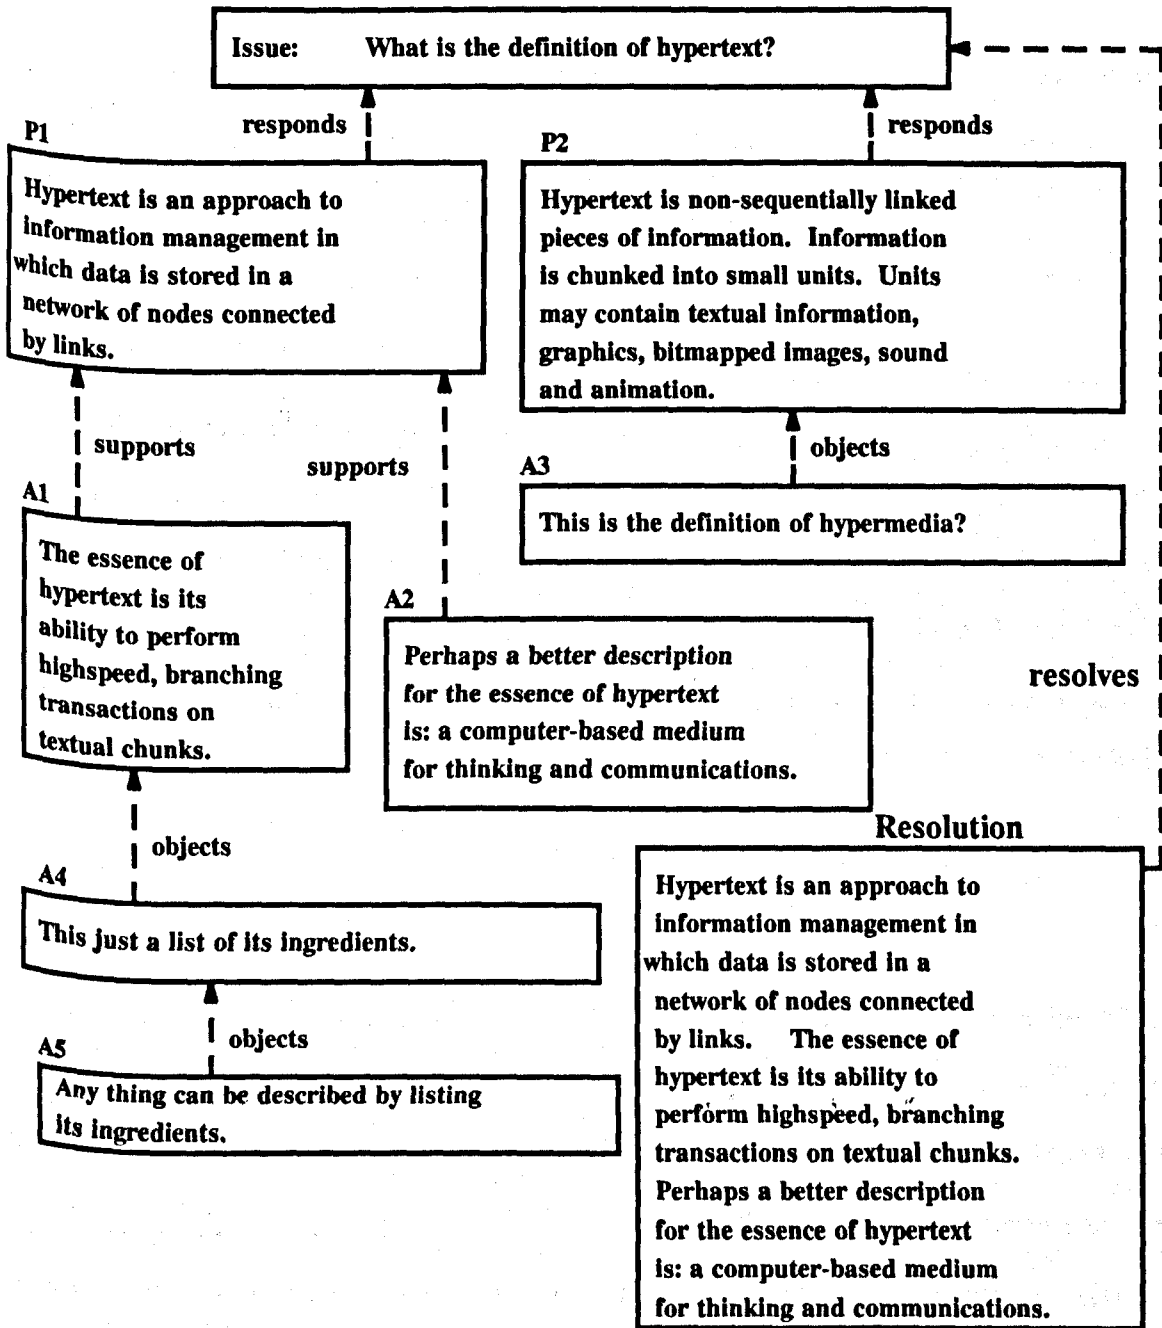 Issue: What is the definition of hypertext?
responds
responds
P1
Hypertext is an approach to
information management in
which data is stored in a
network of nodes connected
by links.
P2
Hypertext is non-sequentially linked
pieces of information. Information
is chunked into small units. Units
may contain textual information,
graphics, bitmapped images, sound
and animation.
supports
supports
objects
A3
This is the definition of hypermedia?
A1
The essence of
hypertext is its
ability to perform
highspeed, branching
transactions on
textual chunks.
A2
Perhaps a better description
for the essence of hypertext
is: a computer-based medium
for thinking and communications.
resolves
objects
A4
This just a list of its ingredients.
objects
A5
Any thing can be described by listing
its ingredients.
Resolution
Hypertext is an approach to
information management in
which data is stored in a
network of nodes connected
by links. The essence of
hypertext is its ability to
perform highspeed, branching
transactions on textual chunks.
Perhaps a better description
for the essence of hypertext
is: a computer-based medium
for thinking and communications.